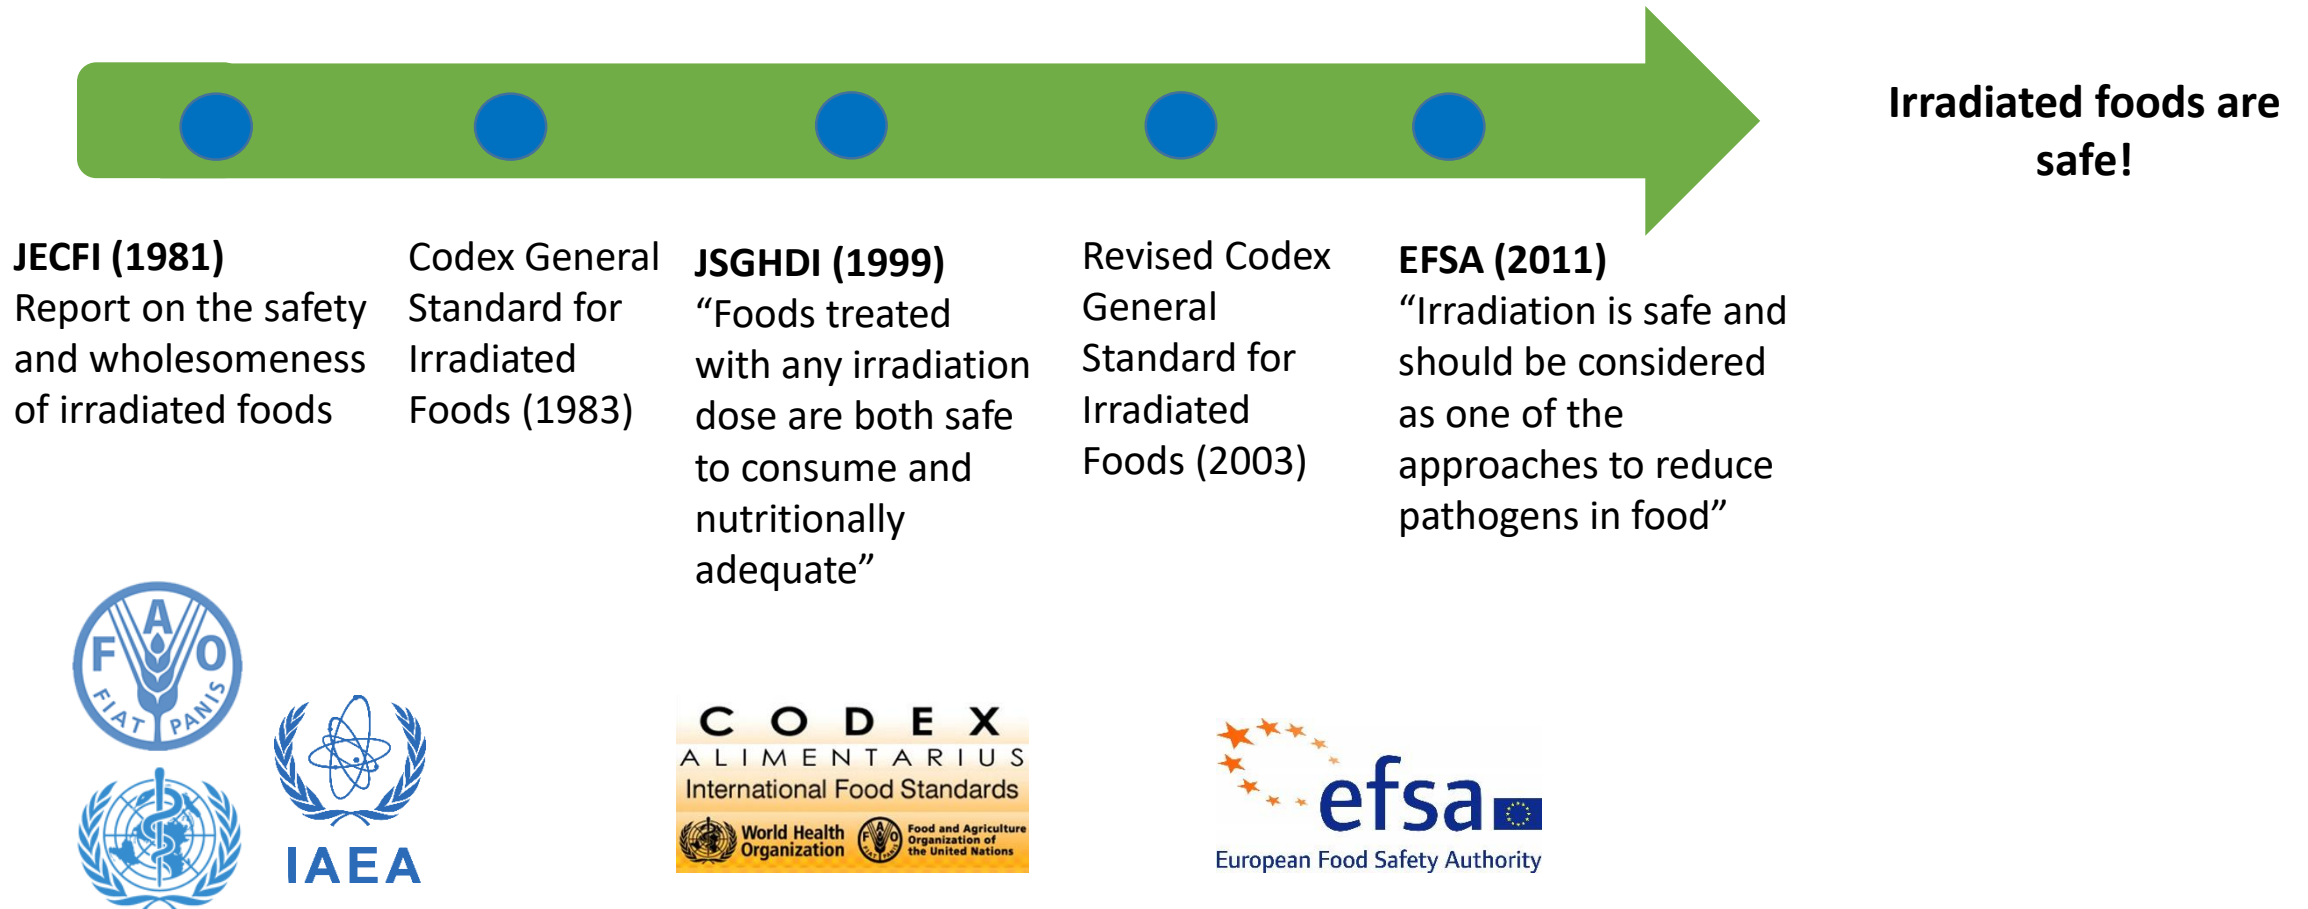 Irradiated foods are
safe!
JECFI (1981)
Report on the safety
and wholesomeness
of irradiated foods
Codex General
Standard for
Irradiated
Foods (1983)
JSGHDI (1999)
“Foods treated
with any irradiation
dose are both safe
to consume and
nutritionally
adequate”
Revised Codex
General
Standard for
Irradiated
Foods (2003)
EFSA (2011)
“Irradiation is safe and
should be considered
as one of the
approaches to reduce
pathogens in food”
F A O
FIAT PANIS
IAEA
CODEX
ALIMENTARIUS
International Food Standards
World Health
Organization
F A O
FIAT PANIS
Food and Agriculture
Organization of
the United Nations
efsa
European Food Safety Authority